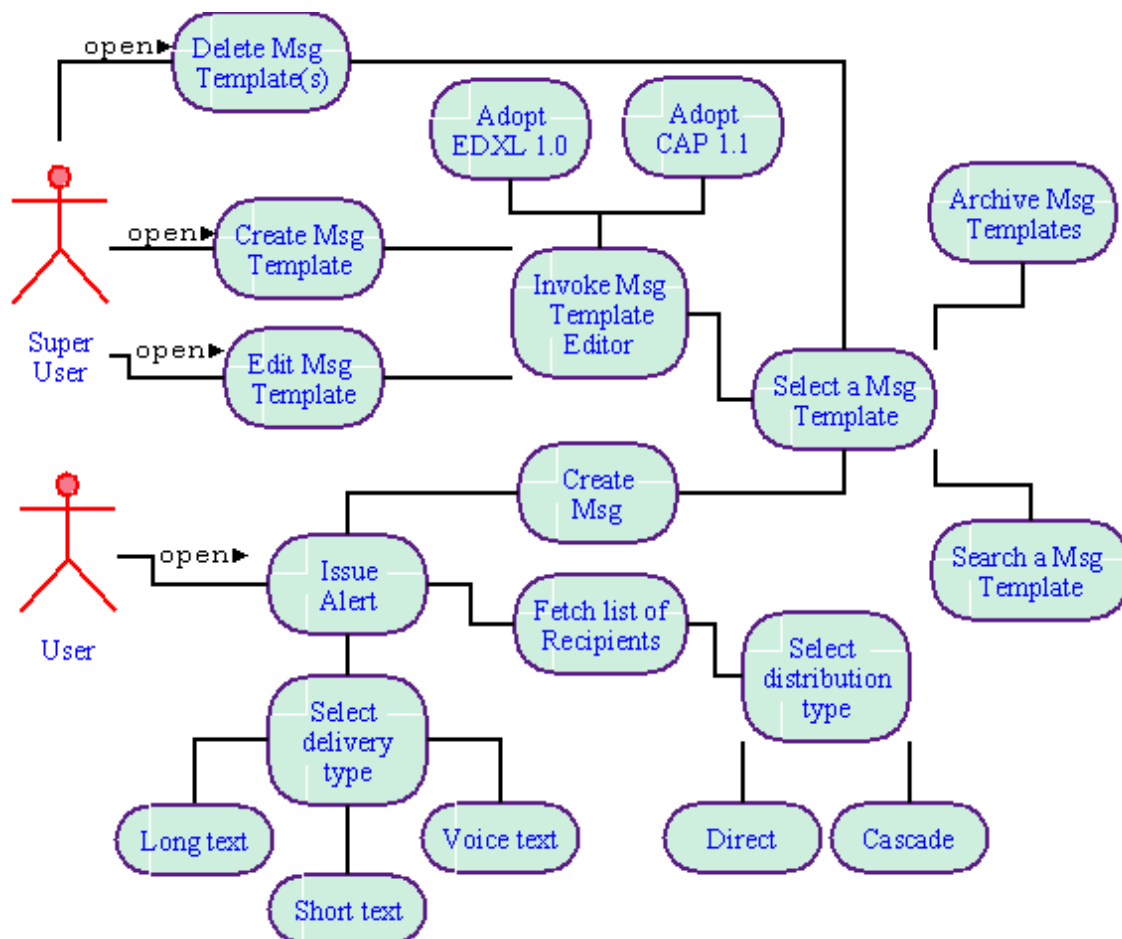 open
Delete Msg
Template(s)
Adopt
EDXL 1.0
Adopt
CAP 1.1
Archive Msg
Templates
open
Create Msg
Template
Invoke Msg
Template
Editor
Super
User
open
Edit Msg
Template
Select a Msg
Template
Create
Msg
open
Issue
Alert
Search a Msg
Template
User
Fetch list of
Recipients
Select
distribution
type
Select
delivery
type
Long text
Voice text
Direct
Cascade
Short text